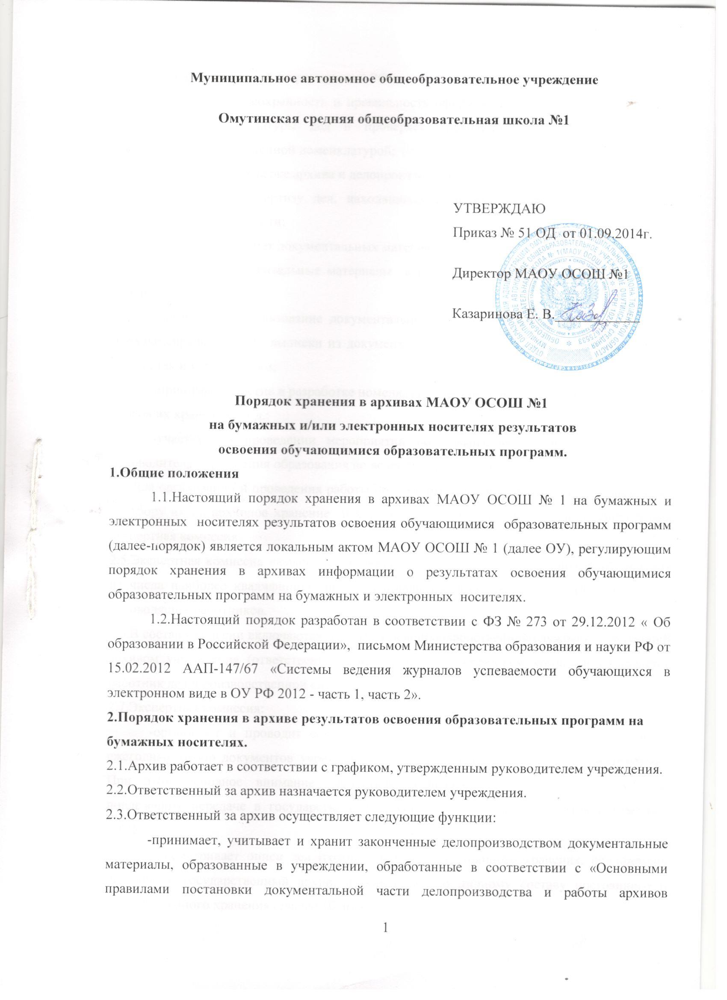 Муниципальное автономное общеобразовательное учреждение
Омутинская средняя общеобразовательная школа №1
УТВЕРЖДАЮ
Приказ № 51 ОД от 01.09.2014г.
Директор МАОУ ОСОШ №1
Казаринова Е. В.
Порядок хранения в архивах МАОУ ОСОШ №1
на бумажных и/или электронных носителях результатов
освоения обучающимися образовательных программ.
1.Общие положения
1.1.Настоящий порядок хранения в архивах МАОУ ОСОШ № 1 на бумажных и
электронных носителях результатов освоения обучающимися образовательных программ
(далее-порядок) является локальным актом МАОУ ОСОШ № 1 (далее ОУ), регулирующим
порядок хранения в архивах информации о результатах освоения обучающимися
образовательных программ на бумажных и электронных носителях.
1.2.Настоящий порядок разработан в соответствии с ФЗ № 273 от 29.12.2012 « Об
образовании в Российской Федерации», письмом Министерства образования и науки РФ от
15.02.2012 ААП-147/67 «Системы ведения журналов успеваемости обучающихся в
электронном виде в ОУ РФ 2012 - часть 1, часть 2».
2.Порядок хранения в архиве результатов освоения образовательных программ на
бумажных носителях.
2.1.Архив работает в соответствии с графиком, утвержденным руководителем учреждения.
2.2.Ответственный за архив назначается руководителем учреждения.
2.3.Ответственный за архив осуществляет следующие функции:
-принимает, учитывает и хранит законченные делопроизводством документальные
материалы, образованные в учреждении, обработанные в соответствии с «Основными
правилами постановки документальной части делопроизводства и работы архивов
1